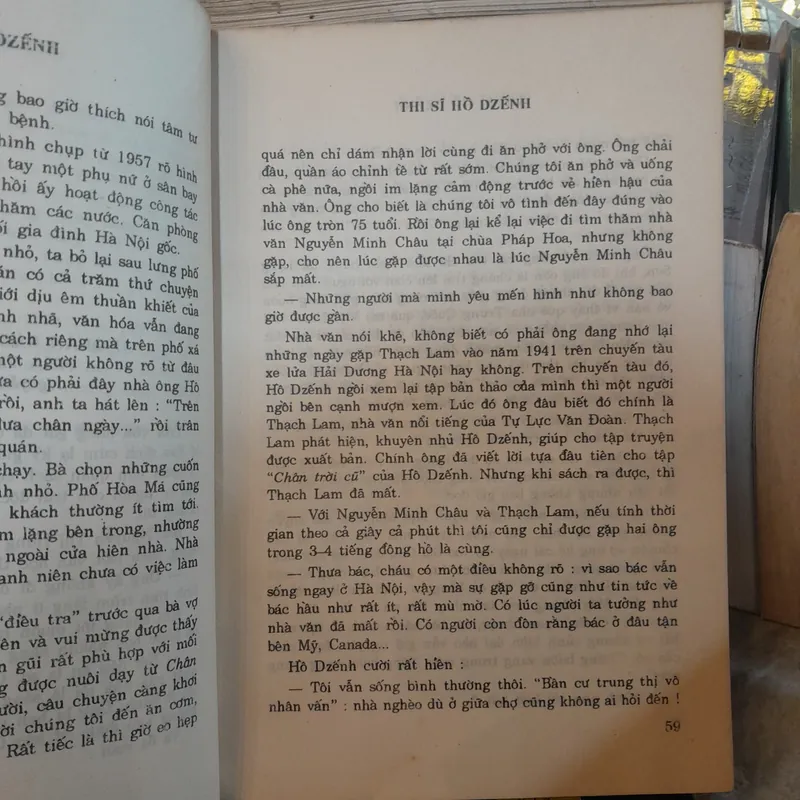 DZẾNH
bao giờ thích nói tâm tư
bệnh.
hình chụp từ 1957 rõ hình
tay một phụ nữ ở sân bay
hồi ấy hoạt động công tác
thăm các nước. Căn phòng
gia đình Hà Nội gốc.
nhỏ, ta bỏ lại sau lưng phố
án có cả trăm thứ chuyện
giới dịu êm thuần khiết của
nhã, văn hóa vẫn đang
cách riêng mà trên phố xá
một người không rõ từ đâu
có phải đây nhà ông Hồ
rồi, anh ta hát lên : “Trên
đưa chân ngày...” rồi trân
quán.
chạy. Bà chọn những cuốn
nhỏ. Phố Hòa Má cũng
khách thường ít tìm tới.
lặng bên trong, nhường
ngoài cửa hiên nhà. Nhà
thanh niên chưa có việc làm
“điều tra” trước qua bà vợ
và vui mừng được thấy
gũi rất phù hợp với mối
được nuôi dạy từ Chân
người, câu chuyện càng khơi
chúng tôi đến ăn cơm,
Rất tiếc là thì giờ eo hẹp
THI SĨ HỒ DZẾNH
quá nên chỉ dám nhận lời cùng đi ăn phở với ông. Ông chải
đầu, quần áo chỉnh tề từ rất sớm. Chúng tôi ăn phở và uống
cà phê nữa, ngồi im lặng cảm động trước vẻ hiền hậu của
nhà văn. Ông cho biết là chúng tôi vô tình đến đây đúng vào
lúc ông tròn 75 tuổi. Rồi ông lại kể lại việc đi tìm thăm nhà
văn Nguyễn Minh Châu tại chùa Pháp Hoa, nhưng không
gặp, cho nên lúc gặp được nhau là lúc Nguyễn Minh Châu
sắp mất.
— Những người mà mình yêu mến hình như không bao
giờ được gần.
Nhà văn nói khẽ, không biết có phải ông đang nhớ lại
những ngày gặp Thạch Lam vào năm 1941 trên chuyến tàu
xe lửa Hải Dương Hà Nội hay không. Trên chuyến tàu đó,
Hồ Dzếnh ngồi xem lại tập bản thảo của mình thì một người
ngồi bên cạnh mượn xem. Lúc đó ông đâu biết đó chính là
Thạch Lam, nhà văn nổi tiếng của Tự Lực Văn Đoàn. Thạch
Lam phát hiện, khuyên nhủ Hồ Dzếnh, giúp cho tập truyện
được xuất bản. Chính ông đã viết lời tựa đầu tiên cho tập
“Chân trời cũ” của Hồ Dzếnh. Nhưng khi sách ra được, thì
Thạch Lam đã mất.
— Với Nguyễn Minh Châu và Thạch Lam, nếu tính thời
gian theo cả giây cả phút thì tôi cũng chỉ được gặp hai ông
trong 3-4 tiếng đồng hồ là cùng.
— Thưa bác, cháu có một điều không rõ : vì sao bác vẫn
sống ngay ở Hà Nội, vậy mà sự gặp gỡ cũng như tin tức về
bác hầu như rất ít, rất mù mờ. Có lúc người ta tưởng như
nhà văn đã mất rồi. Có người còn đồn rằng bác ở đâu tận
bên Mỹ, Canada...
Hồ Dzếnh cười rất hiền :
— Tôi vẫn sống bình thường thôi. “Bần cư trung thị vô
nhân vấn” : nhà nghèo dù ở giữa chợ cũng không ai hỏi đến !
59